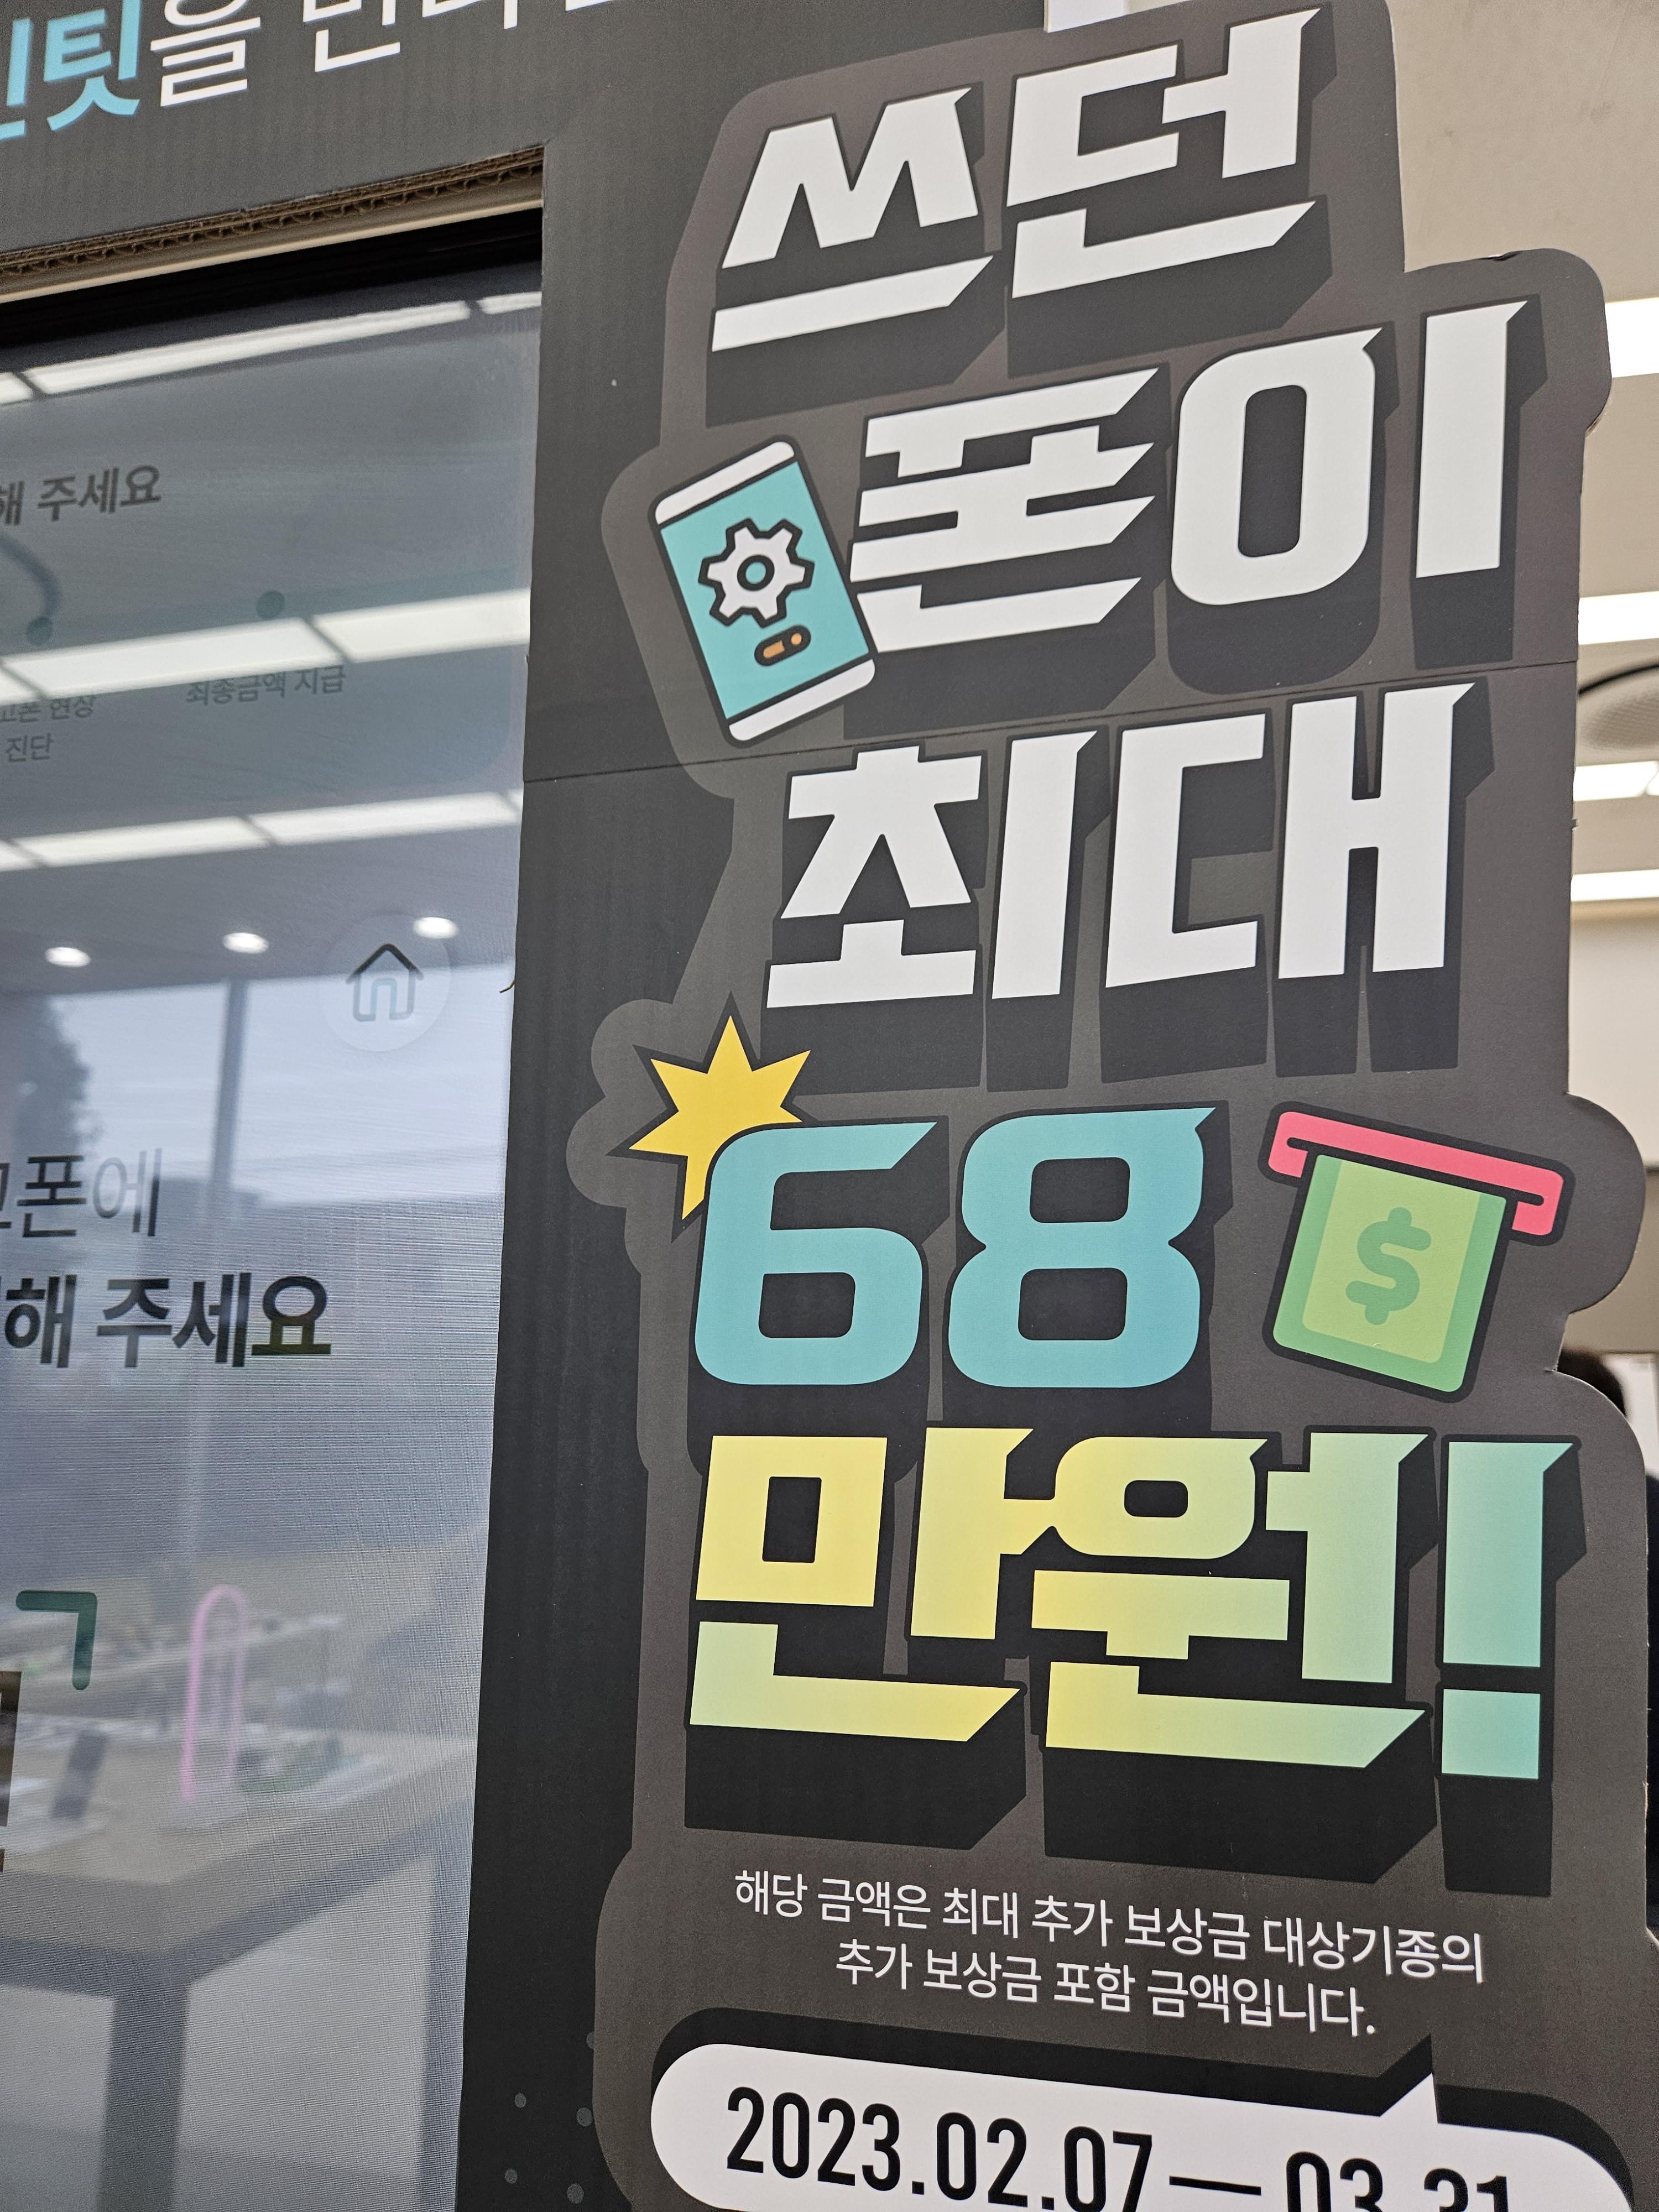 을
쓰던
폰이
최대
68
만원!
해당 금액은 최대 추가 보상금 대상기종의
추가 보상금 포함 금액입니다.
2023.02.07 — 03.31
해 주세요
현상 최종금액 지급
진단
폰에
해 주세요
$